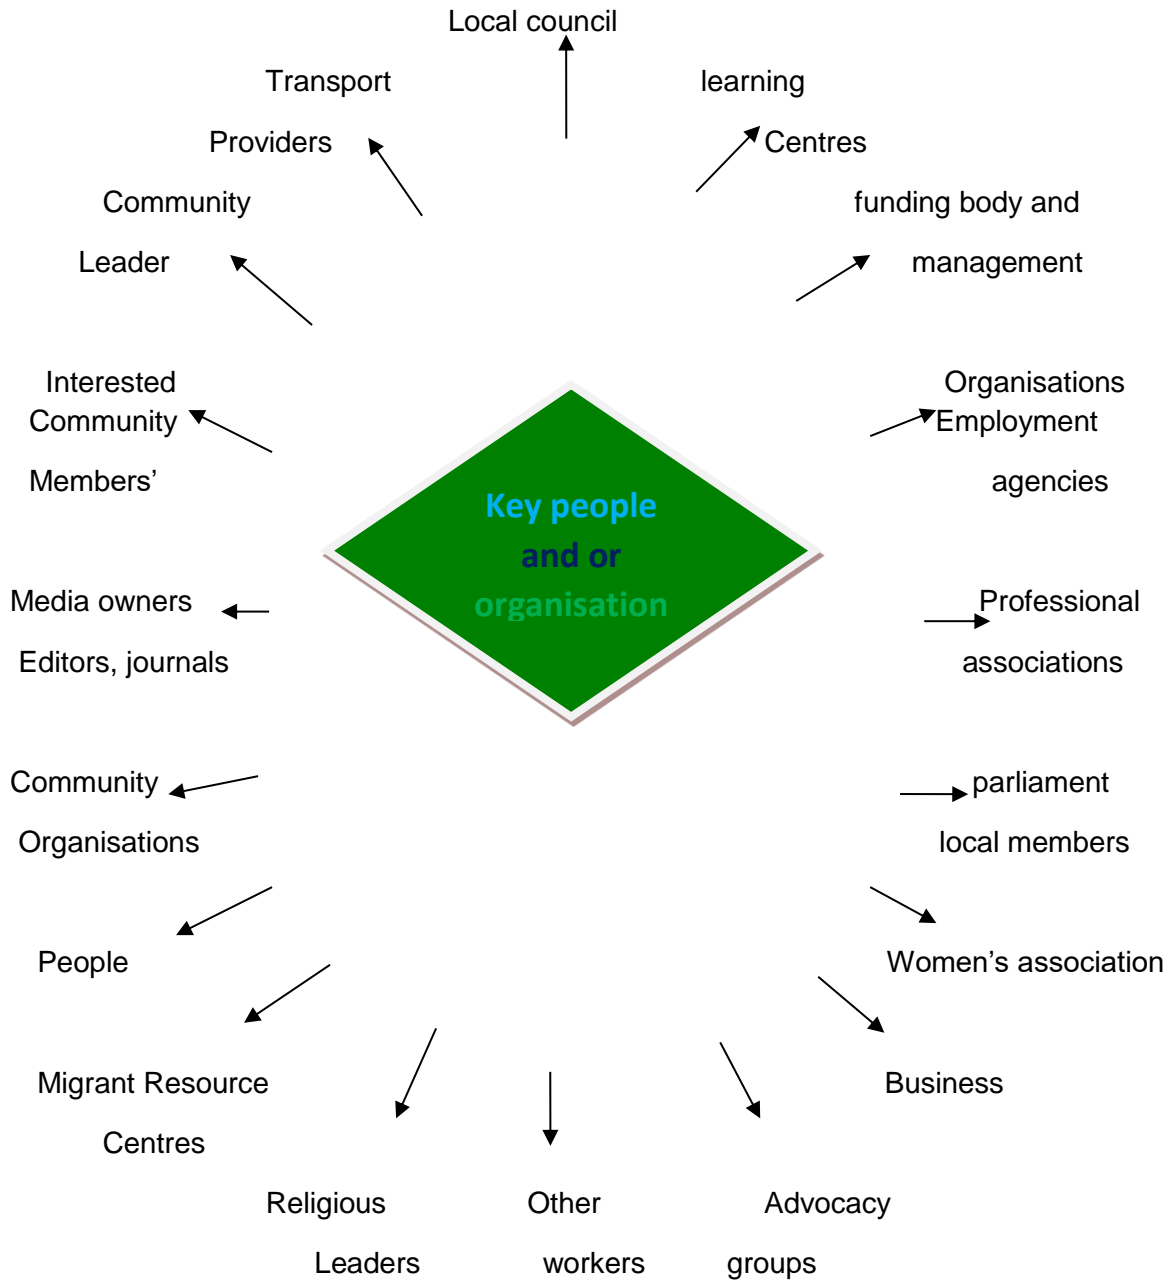 Local council
Transport learning
Providers Centres
Community funding body and
Leader management
Interested Organisations
Community Employment
Members’ agencies
Key people
and or
organisation
Media owners Professional
Editors, journals associations
Community parliament
Organisations local members
People Women’s association
Migrant Resource Business
Centres
Religious Other Advocacy
Leaders workers groups